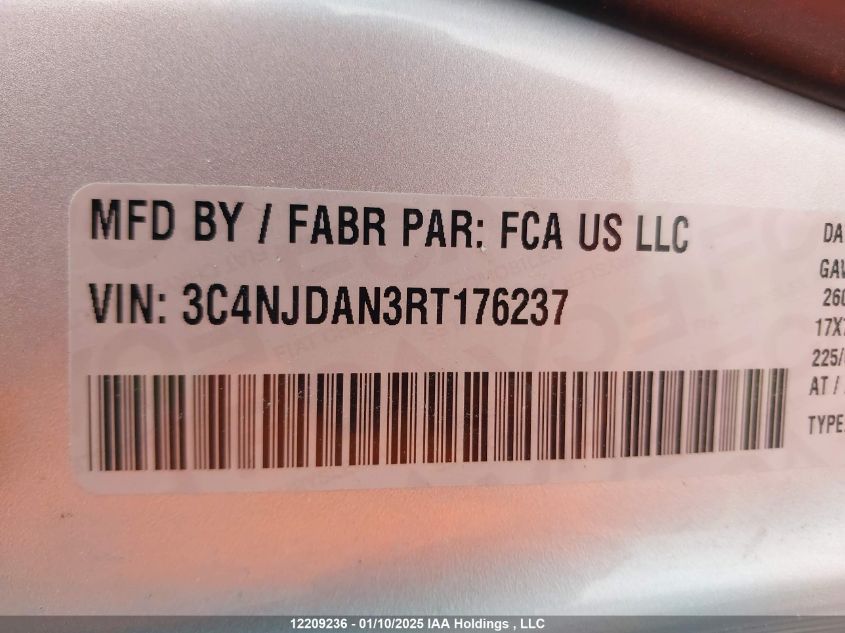 MFD BY / FABR PAR: FCA US LLC
VIN: 3C4NJDAN3RT176237
DA
GAV
260
17X
225/
AT /
TYPE:
12209236 - 01/10/2025 IAA Holdings , LLC